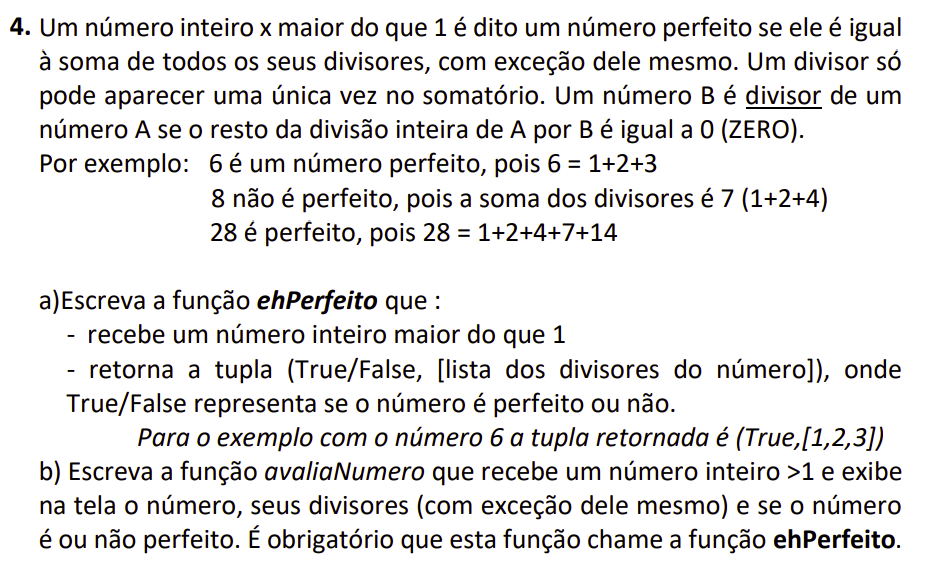 4. Um número inteiro x maior do que 1 é dito um número perfeito se ele é igual
à soma de todos os seus divisores, com exceção dele mesmo. Um divisor só
pode aparecer uma única vez no somatório. Um número B é divisor de um
número A se o resto da divisão inteira de A por B é igual a 0 (ZERO).
Por exemplo: 6 é um número perfeito, pois 6 = 1+2+3
8 não é perfeito, pois a soma dos divisores é 7 (1+2+4)
28 é perfeito, pois 28 = 1+2+4+7+14
a)Escreva a função ehPerfeito que :
- recebe um número inteiro maior do que 1
- retorna a tupla (True/False, [lista dos divisores do número]), onde
True/False representa se o número é perfeito ou não.
Para o exemplo com o número 6 a tupla retornada é (True,[1,2,3])
b) Escreva a função avaliaNumero que recebe um número inteiro >1 e exibe
na tela o número, seus divisores (com exceção dele mesmo) e se o número
é ou não perfeito. É obrigatório que esta função chame a função ehPerfeito.